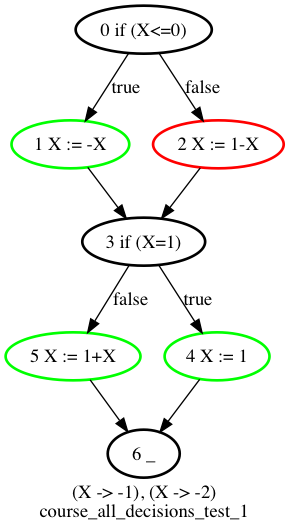 0 if (X<=0)
true
false
1 X := -X
2 X := 1-X
3 if (X=1)
false
true
5 X := 1+X
4 X := 1
6 _
(X -> -1), (X -> -2)
course_all_decisions_test_1